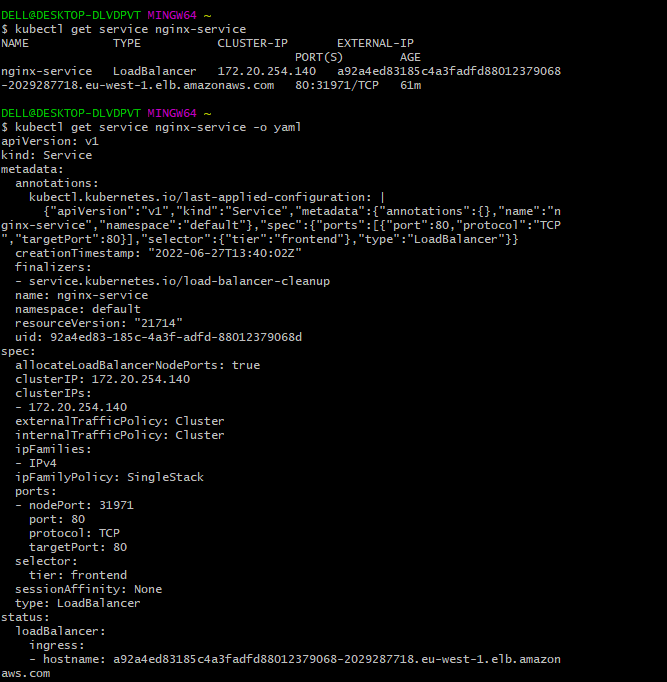 DELL@DESKTOP-DLVDPVT MINGW64 ~
$ kubectl get service nginx-service
NAME            TYPE           CLUSTER-IP       EXTERNAL-IP
                                          PORT(S)        AGE
nginx-service   LoadBalancer   172.20.254.140   a92a4ed83185c4a3fadfd88012379068
-2029287718.eu-west-1.elb.amazonaws.com   80:31971/TCP   61m
DELL@DESKTOP-DLVDPVT MINGW64 ~
$ kubectl get service nginx-service -o yaml
apiVersion: v1
kind: Service
metadata:
  annotations:
    kubectl.kubernetes.io/last-applied-configuration: |
      {"apiVersion":"v1","kind":"Service","metadata":{"annotations":{},"name":"n
ginx-service","namespace":"default"},"spec":{"ports":[{"port":80,"protocol":"TCP
","targetPort":80}],"selector":{"tier":"frontend"},"type":"LoadBalancer"}}
  creationTimestamp: "2022-06-27T13:40:02Z"
  finalizers:
  - service.kubernetes.io/load-balancer-cleanup
  name: nginx-service
  namespace: default
  resourceVersion: "21714"
  uid: 92a4ed83-185c-4a3f-adfd-88012379068d
spec:
  allocateLoadBalancerNodePorts: true
  clusterIP: 172.20.254.140
  clusterIPs:
  - 172.20.254.140
  externalTrafficPolicy: Cluster
  internalTrafficPolicy: Cluster
  ipFamilies:
  - IPv4
  ipFamilyPolicy: SingleStack
  ports:
  - nodePort: 31971
    port: 80
    protocol: TCP
    targetPort: 80
  selector:
    tier: frontend
  sessionAffinity: None
  type: LoadBalancer
status:
  loadBalancer:
    ingress:
    - hostname: a92a4ed83185c4a3fadfd88012379068-2029287718.eu-west-1.elb.amazon
aws.com